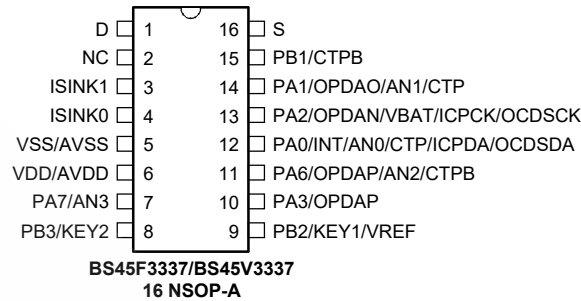 D 1 16 S
NC 2 15 PB1/CTPB
ISINK1 3 14 PA1/OPDAO/AN1/CTP
ISINK0 4 13 PA2/OPDAN/VBAT/ICPCK/OCDSCK
VSS/AVSS 5 12 PA0/INT/AN0/CTP/ICPDA/OCDSDA
VDD/AVDD 6 11 PA6/OPDAP/AN2/CTPB
PA7/AN3 7 10 PA3/OPDAP
PB3/KEY2 8 9 PB2/KEY1/VREF
BS45F3337/BS45V3337
16 NSOP-A